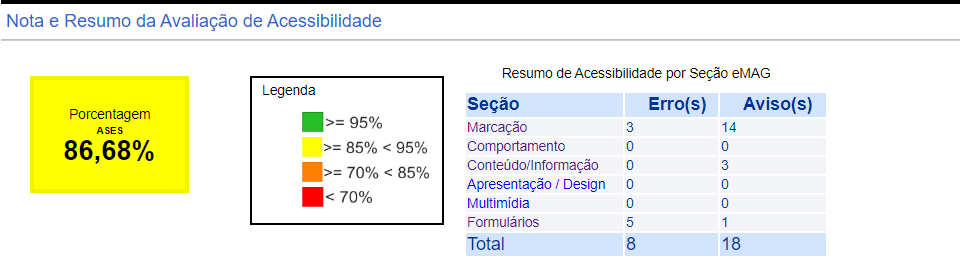 Nota e Resumo da Avaliação de Acessibilidade
Porcentagem
ASES
86,68%
Legenda
>= 95%
>= 85% < 95%
>= 70% < 85%
< 70%
Resumo de Acessibilidade por Seção eMAG
Seção Erro(s) Aviso(s)
Marcação 3 14
Comportamento 0 0
Conteúdo/Informação 0 3
Apresentação / Design 0 0
Multimídia 0 0
Formulários 5 1
Total 8 18